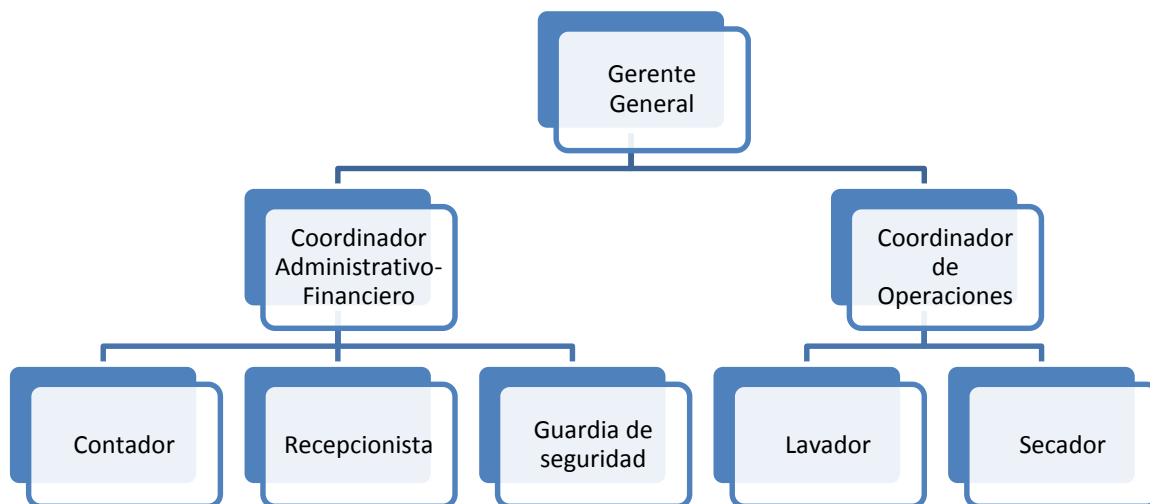 Gerente
General
Coordinador
Administrativo-
Financiero
Coordinador
de
Operaciones
Contador
Recepcionista
Guardia de
seguridad
Lavador
Secador